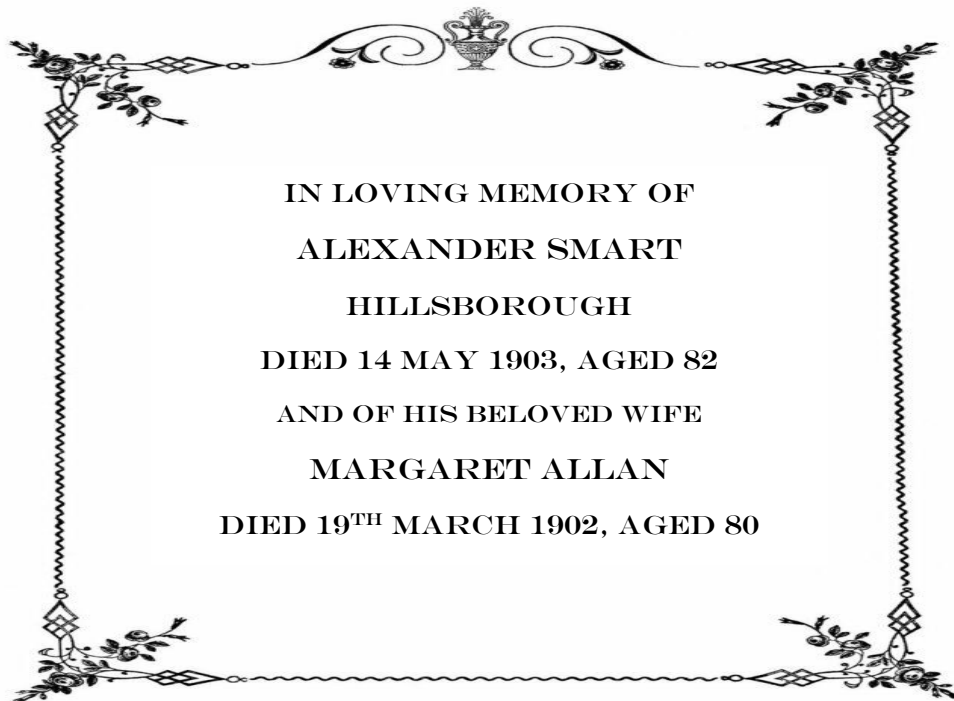 IN LOVING MEMORY OF
ALEXANDER SMART
HILLSBOROUGH
DIED 14 MAY 1903, AGED 82
AND OF HIS BELOVED WIFE
MARGARET ALLAN
DIED 19TH MARCH 1902, AGED 80